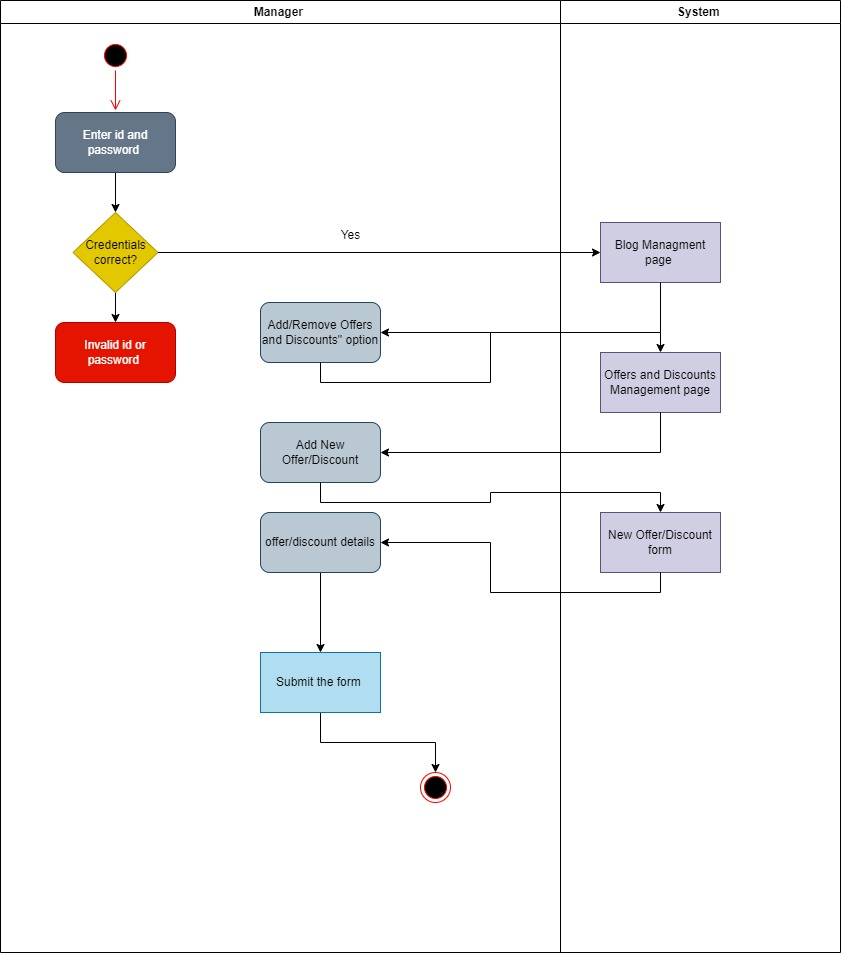 Manager
System
Enter id and
password
Credentials
correct?
Yes
Blog Managment
page
Add/Remove Offers
and Discounts" option
Invalid id or
password
Offers and Discounts
Management page
Add New
Offer/Discount
offer/discount details
New Offer/Discount
form
Submit the form